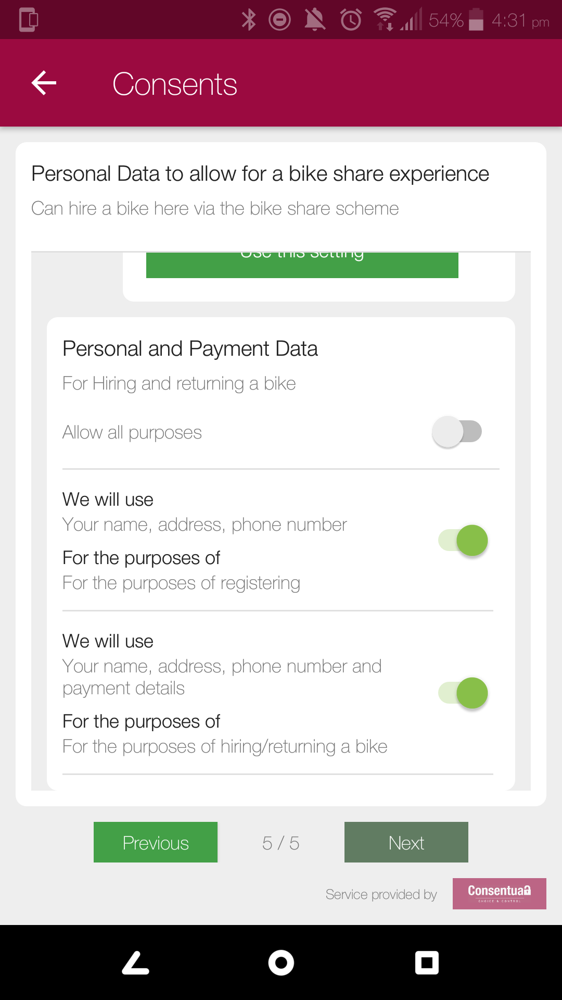 54% 4:31 pm
Consents
Personal Data to allow for a bike share experience
Can hire a bike here via the bike share scheme
Use this setting
Personal and Payment Data
For Hiring and returning a bike
Allow all purposes
We will use
Your name, address, phone number
For the purposes of
For the purposes of registering
We will use
Your name, address, phone number and
payment details
For the purposes of
For the purposes of hiring/returning a bike
Previous 5 / 5 Next
Service provided by Consentua
CHOICE & CONTROL